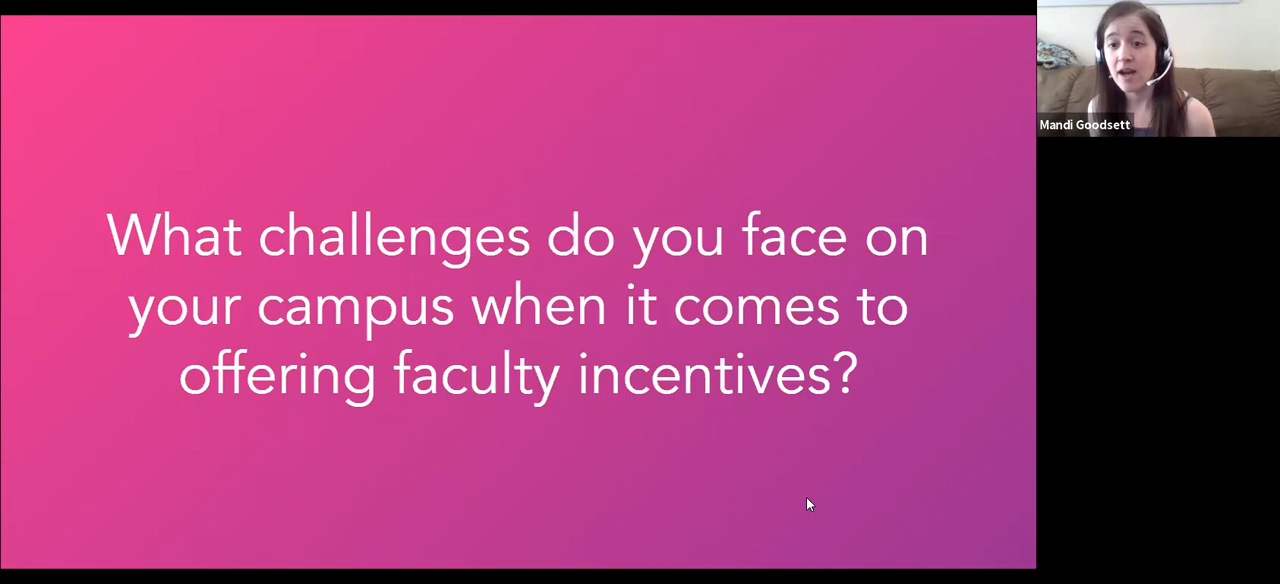 What challenges do you face on
your campus when it comes to
offering faculty incentives?
Mandi Goodsett